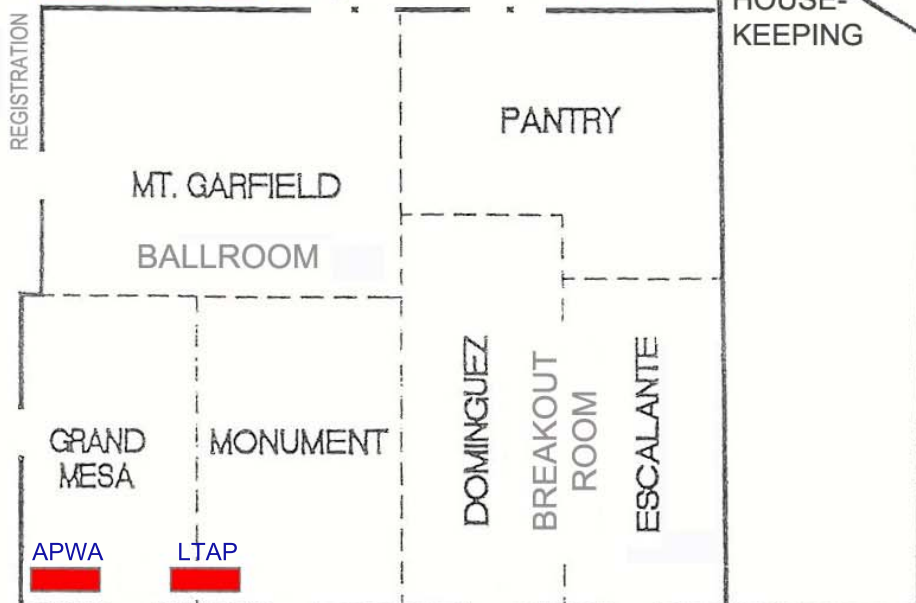 HOUSE-
KEEPING
REGISTRATION
PANTRY
MT. GARFIELD
BALLROOM
DOMINGUEZ
BREAKOUT
ROOM
ESCALANTE
GRAND
MESA
MONUMENT
APWA
LTAP